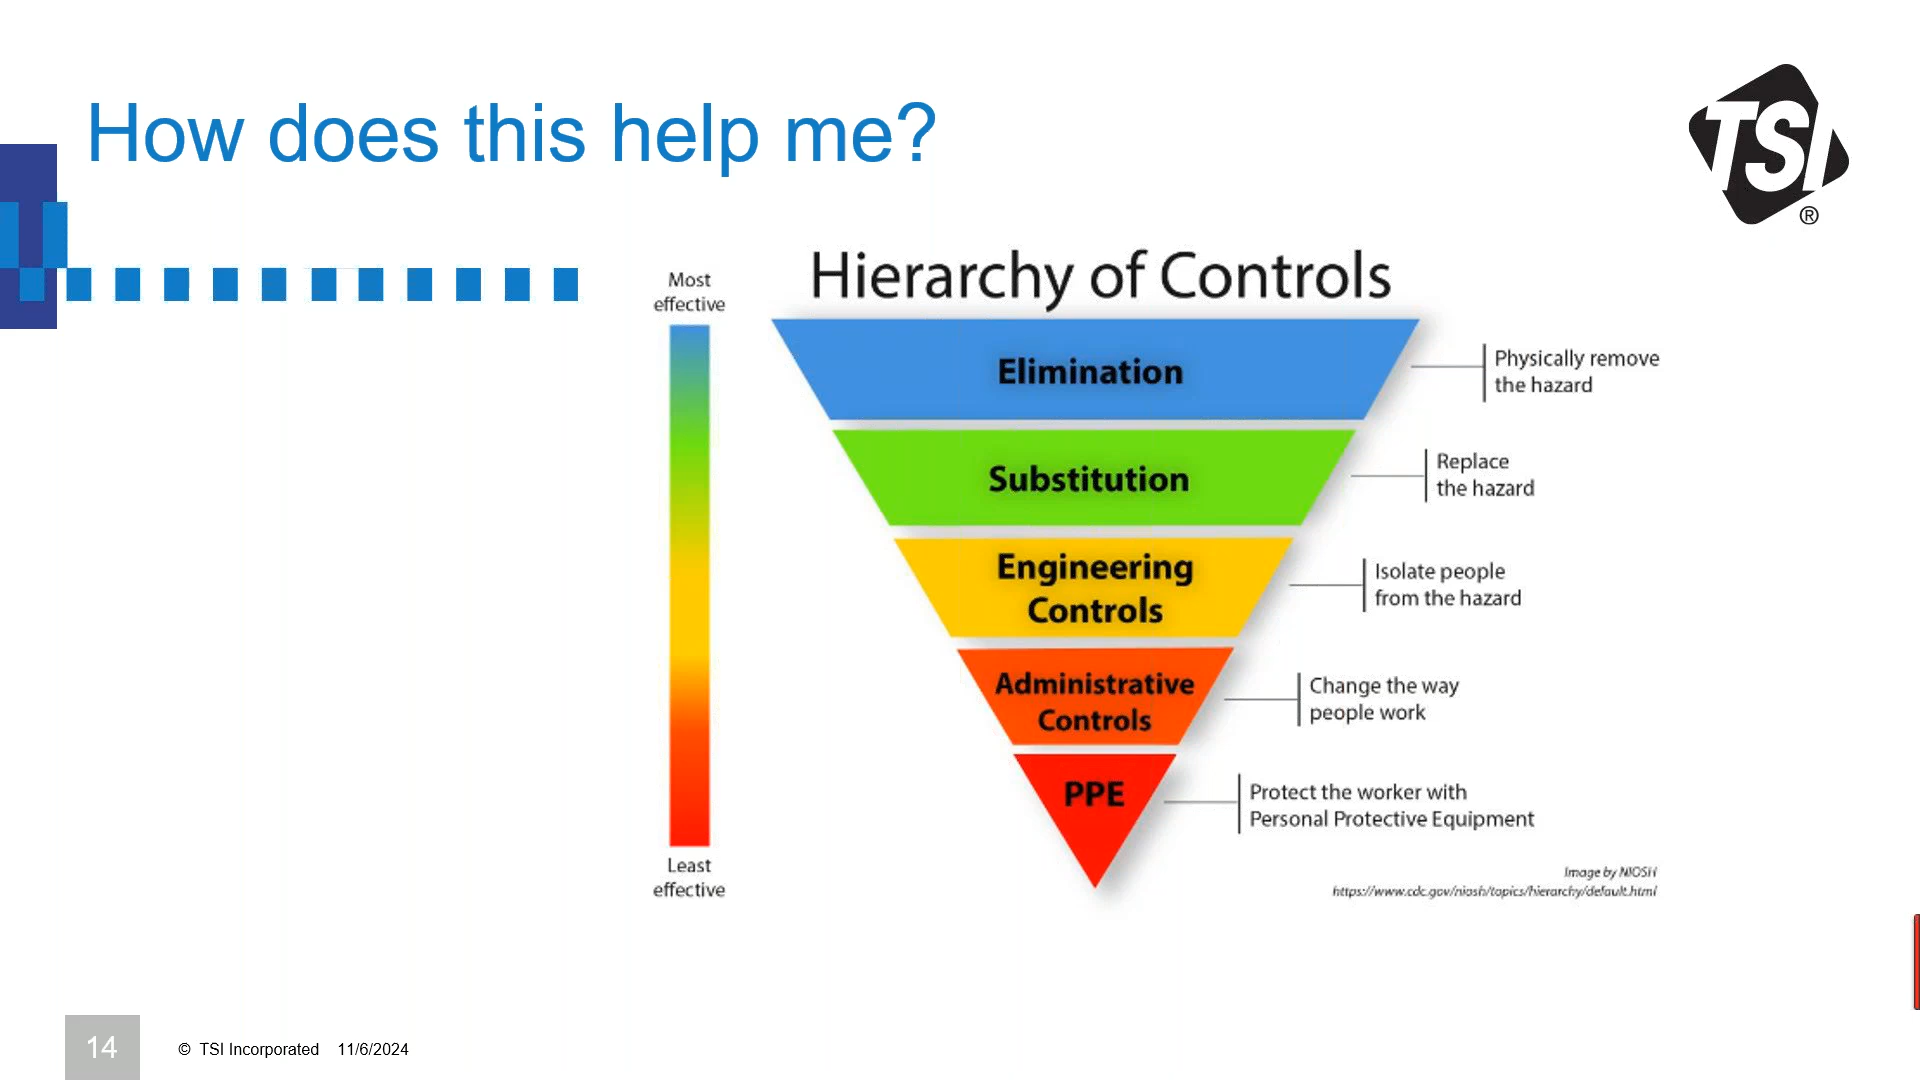 How does this help me?
TSI
®
Hierarchy of Controls
Most
effective
Elimination
Physically remove
the hazard
Substitution
Replace
the hazard
Engineering
Controls
Isolate people
from the hazard
Administrative
Controls
Change the way
people work
PPE
Protect the worker with
Personal Protective Equipment
Least
effective
Image by NIOSH
https://www.cdc.gov/niosh/topics/hierarchy/default.html
14
© TSI Incorporated 11/6/2024